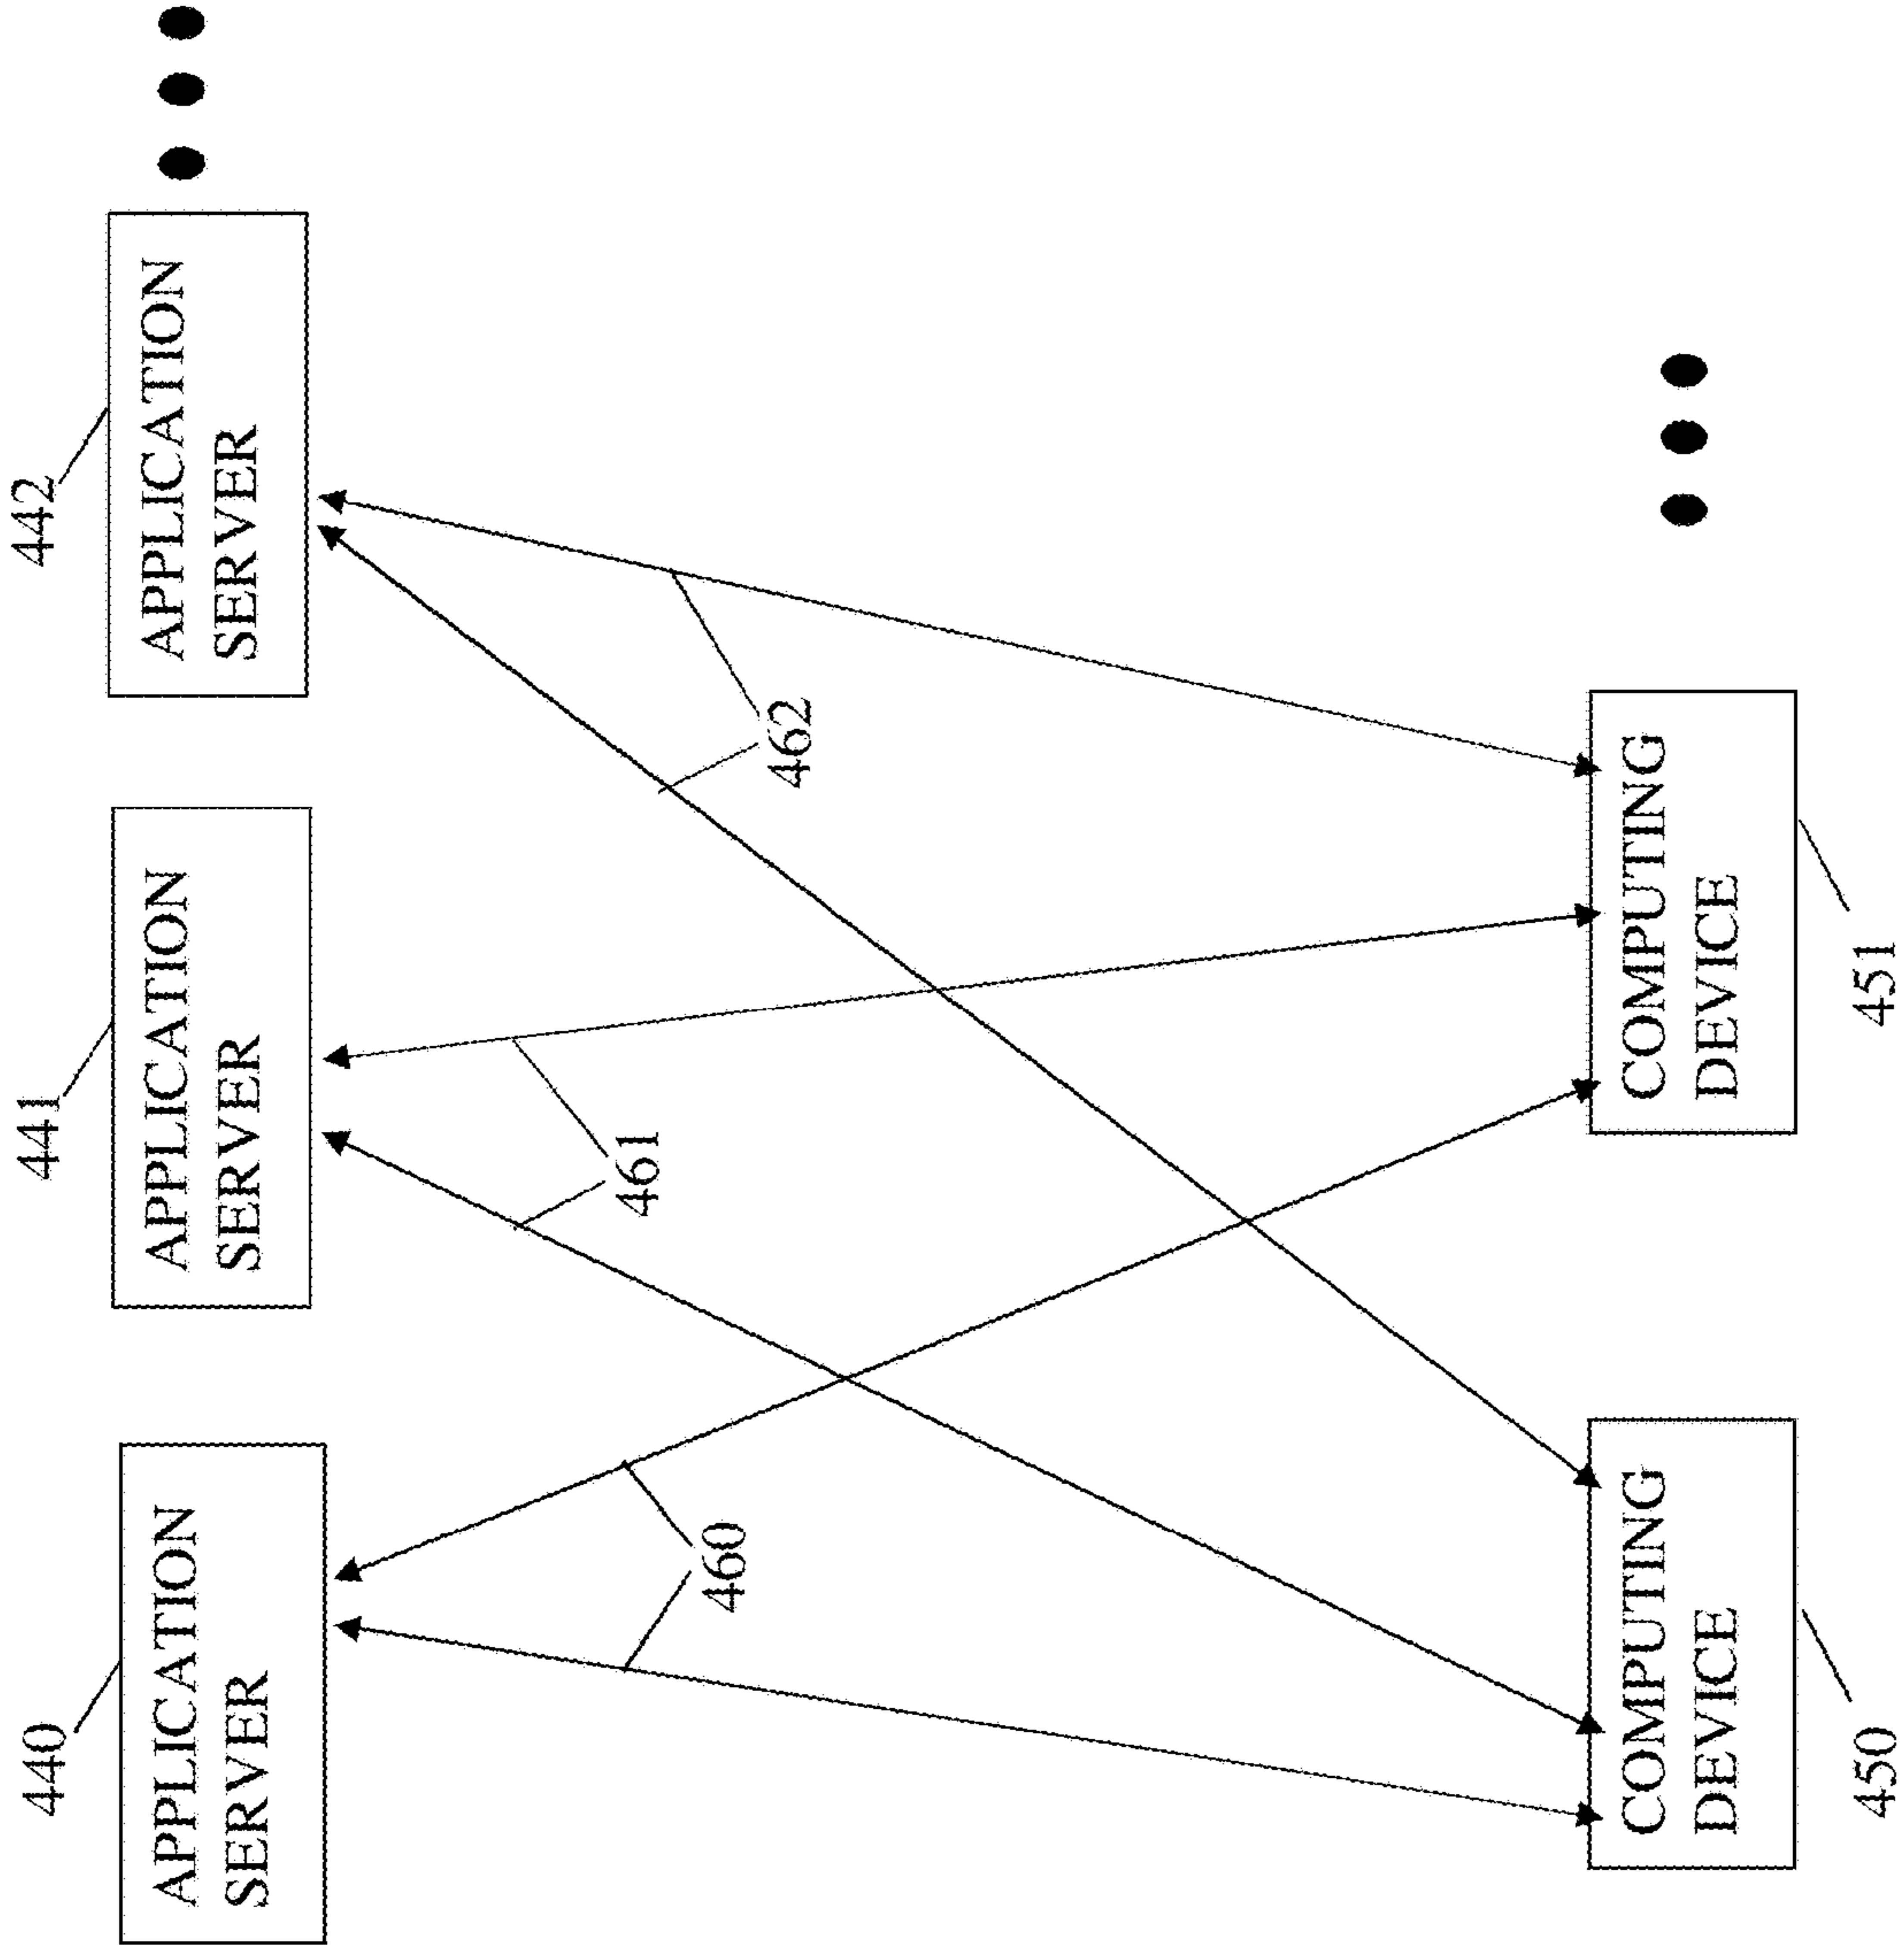 440
441
442
APPLICATION
SERVER
APPLICATION
SERVER
APPLICATION
SERVER
460
461
462
COMPUTING
DEVICE
COMPUTING
DEVICE
450
451